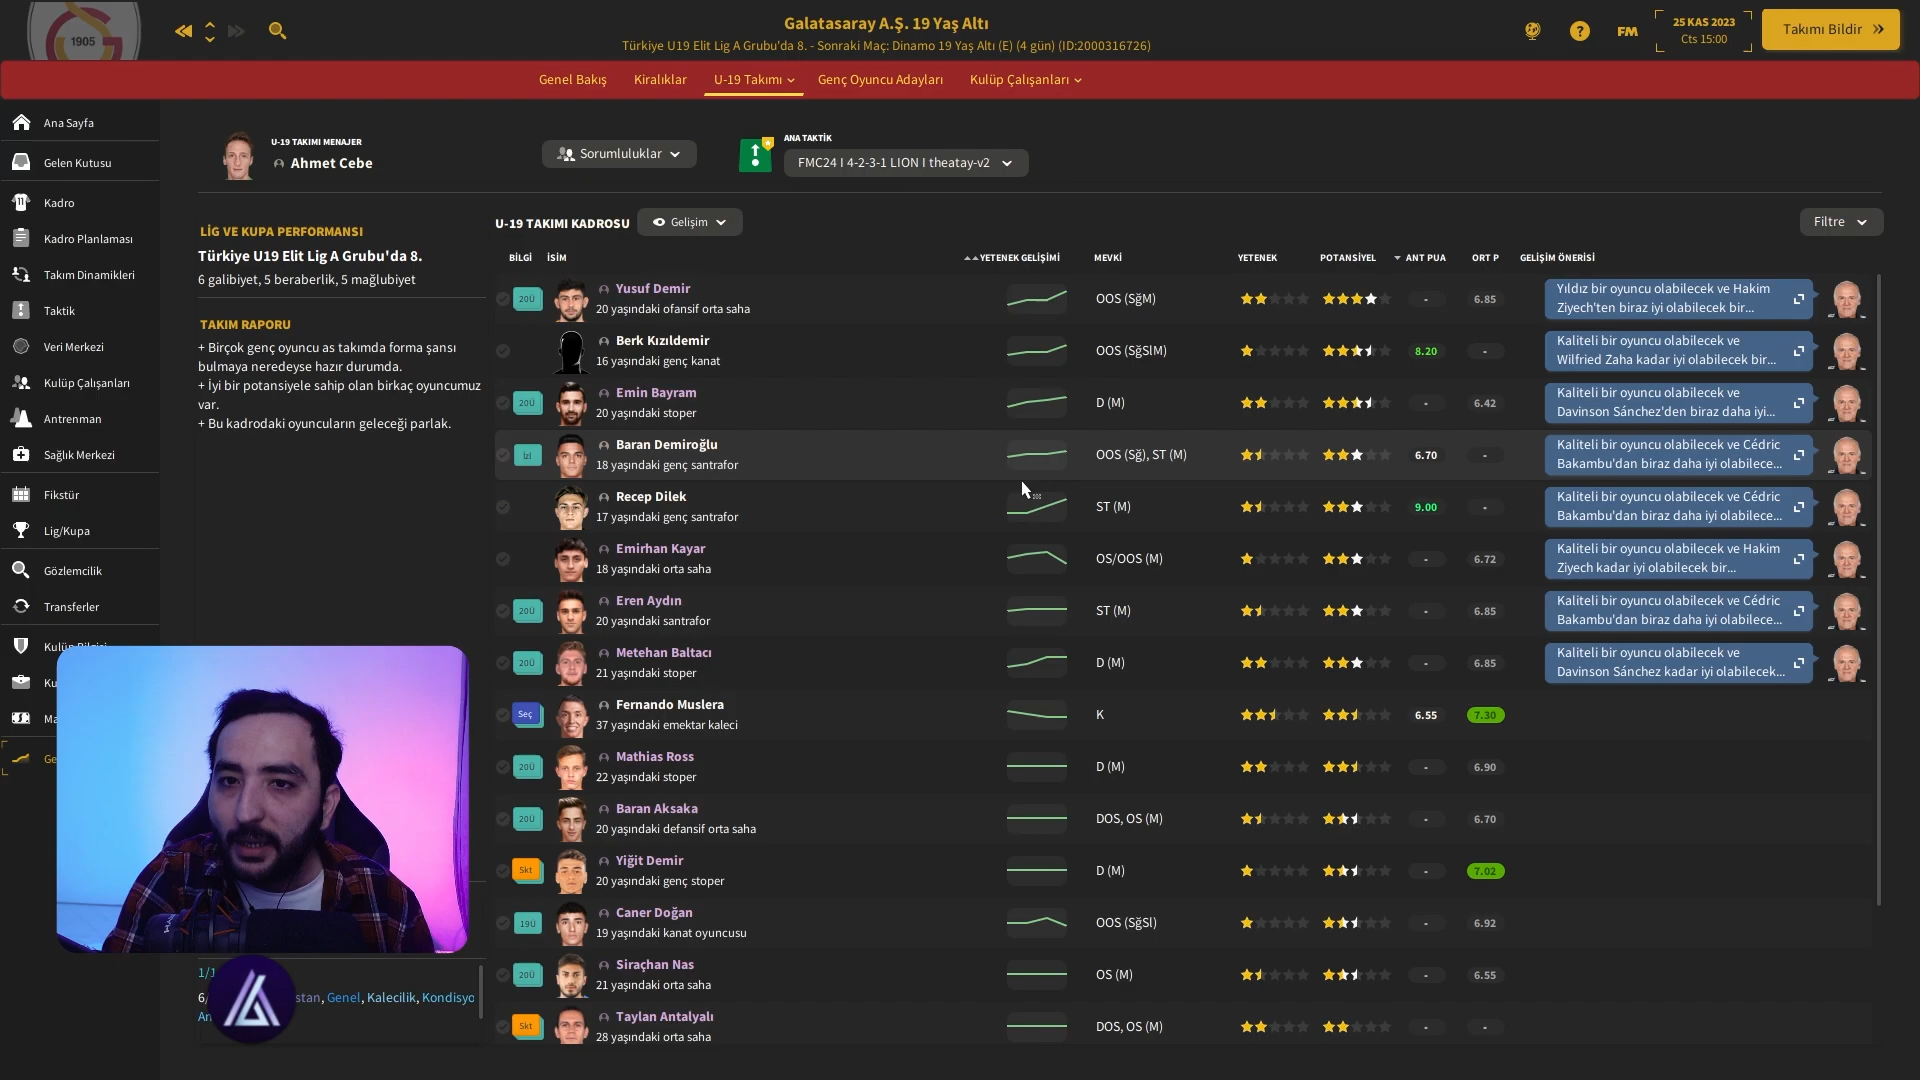 1905
Galatasaray A.Ş. 19 Yaş Altı
Türkiye U19 Elit Lig A Grubu'da 8. - Sonraki Maç: Dinamo 19 Yaş Altı (E) (4 gün) (ID:2000316726)
?
FM
25 KAS 2023
Cts 15:00
Takımı Bildir
Genel Bakış
Kiralıklar
U-19 Takımı
Genç Oyuncu Adayları
Kulüp Çalışanları
Ana Sayfa
Gelen Kutusu
Kadro
Kadro Planlaması
Takım Dinamikleri
Taktik
Veri Merkezi
Kulüp Çalışanları
Antrenman
Sağlık Merkezi
Fikstür
Lig/Kupa
Gözlemcilik
Transferler
Ku
Ma
Ge
U-19 TAKIMI MENAJER
Ahmet Cebe
Sorumluluklar
ANA TAKTİK
FMC24 I 4-2-3-1 LION I theatay-v2
LİG VE KUPA PERFORMANSI
Türkiye U19 Elit Lig A Grubu'da 8.
6 galibiyet, 5 beraberlik, 5 mağlubiyet
TAKIM RAPORU
+ Birçok genç oyuncu as takımda forma şansı
bulmaya neredeyse hazır durumda.
+ İyi bir potansiyele sahip olan birkaç oyuncumuz
var.
+ Bu kadrodaki oyuncuların geleceği parlak.
1/1
6/ stan, Genel, Kalecilik, Kondisyo
An
U-19 TAKIMI KADROSU
Gelişim
Filtre
BİLGİ İSİM YETENEK GELİŞİMİ MEVKİ YETENEK POTANSİYEL ANT PUA ORT P GELİŞİM ÖNERİSİ
20Ü Yusuf Demir
20 yaşındaki ofansif orta saha
OOS (SğM) - 6.85
Yıldız bir oyuncu olabilecek ve Hakim
Ziyech'ten biraz iyi olabilecek bir...
Berk Kızıldemir
16 yaşındaki genç kanat
OOS (SğSlM) 8.20 -
Kaliteli bir oyuncu olabilecek ve
Wilfried Zaha kadar iyi olabilecek bir...
20Ü Emin Bayram
20 yaşındaki stoper
D (M) - 6.42
Kaliteli bir oyuncu olabilecek ve
Davinson Sánchez'den biraz daha iyi...
İzl Baran Demiroğlu
18 yaşındaki genç santrafor
OOS (Sğ), ST (M) 6.70 -
Kaliteli bir oyuncu olabilecek ve Cédric
Bakambu'dan biraz daha iyi olabilece...
Recep Dilek
17 yaşındaki genç santrafor
ST (M) 9.00 -
Kaliteli bir oyuncu olabilecek ve Cédric
Bakambu'dan biraz daha iyi olabilece...
Emirhan Kayar
18 yaşındaki orta saha
OS/OOS (M) - 6.72
Kaliteli bir oyuncu olabilecek ve Hakim
Ziyech kadar iyi olabilecek bir...
20Ü Eren Aydın
20 yaşındaki santrafor
ST (M) - 6.85
Kaliteli bir oyuncu olabilecek ve Cédric
Bakambu'dan biraz daha iyi olabilece...
20Ü Metehan Baltacı
21 yaşındaki stoper
D (M) - 6.85
Kaliteli bir oyuncu olabilecek ve
Davinson Sánchez kadar iyi olabilecek...
Seç Fernando Muslera
37 yaşındaki emektar kaleci
K 6.55 7.30
20Ü Mathias Ross
22 yaşındaki stoper
D (M) - 6.90
20Ü Baran Aksaka
20 yaşındaki defansif orta saha
DOS, OS (M) - 6.70
Skt Yiğit Demir
20 yaşındaki genç stoper
D (M) - 7.02
19Ü Caner Doğan
19 yaşındaki kanat oyuncusu
OOS (SğSl) - 6.92
20Ü Siraçhan Nas
21 yaşındaki orta saha
OS (M) - 6.55
Skt Taylan Antalyalı
28 yaşındaki orta saha
DOS, OS (M) - -